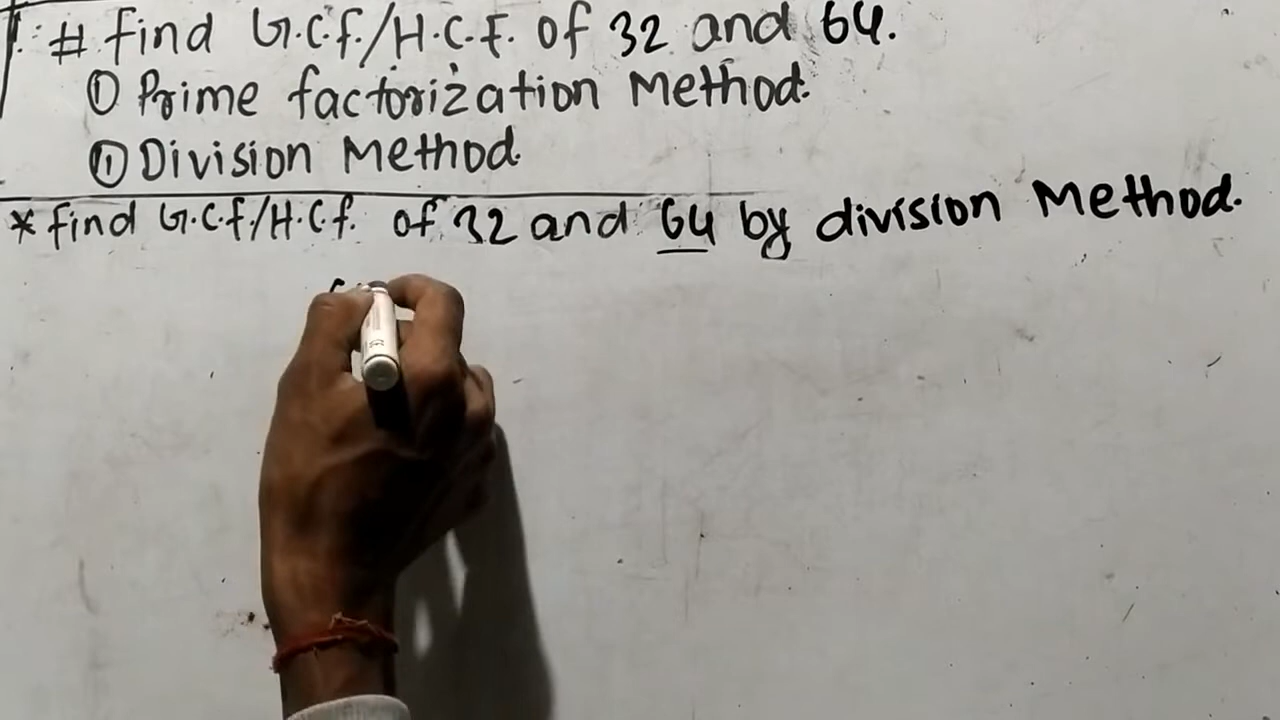 # Find G.C.F./H.C.F. of 32 and 64.
① Prime factorization Method.
⑪ Division Method.
* Find G.C.F./H.C.F. of 32 and 64 by division Method.